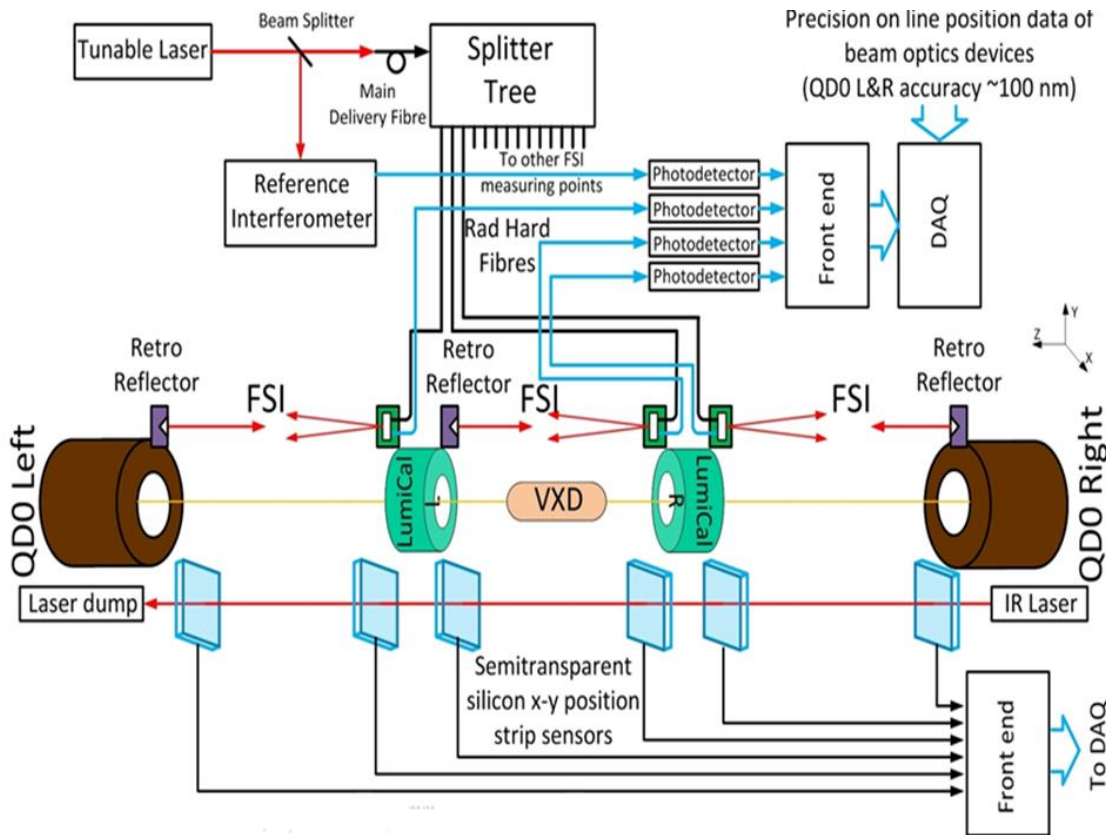 Tunable Laser
Beam Splitter
Main
Delivery Fibre
Splitter
Tree
To other FSI
measuring points
Precision on line position data of
beam optics devices
(QD0 L&R accuracy ~100 nm)
Reference
Interferometer
Rad Hard
Fibres
Photodetector
Photodetector
Photodetector
Photodetector
Front end
DAQ
Y
Z
X
Retro
Reflector
FSI
Retro
Reflector
FSI
FSI
Retro
Reflector
QD0 Left
LumiCal
L
VXD
R
LumiCal
QD0 Right
Laser dump
IR Laser
Semitransparent
silicon x-y position
strip sensors
Front end
To DAQ